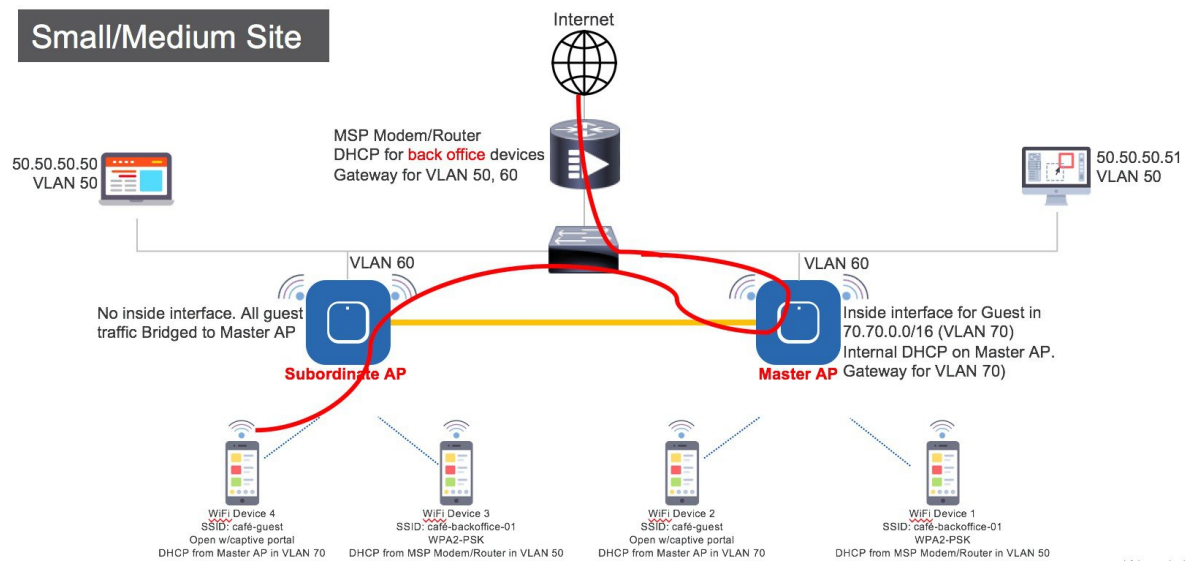 Small/Medium Site
Internet
MSP Modem/Router
DHCP for back office devices
Gateway for VLAN 50, 60
50.50.50.50
VLAN 50
50.50.50.51
VLAN 50
VLAN 60
VLAN 60
No inside interface. All guest
traffic Bridged to Master AP
Inside interface for Guest in
70.70.0.0/16 (VLAN 70)
Internal DHCP on Master AP.
Gateway for VLAN 70)
Subordinate AP
Master AP
WiFi Device 4
SSID: café-guest
Open w/captive portal
DHCP from Master AP in VLAN 70
WiFi Device 3
SSID: café-backoffice-01
WPA2-PSK
DHCP from MSP Modem/Router in VLAN 50
WiFi Device 2
SSID: café-guest
Open w/captive portal
DHCP from Master AP in VLAN 70
WiFi Device 1
SSID: café-backoffice-01
WPA2-PSK
DHCP from MSP Modem/Router in VLAN 50